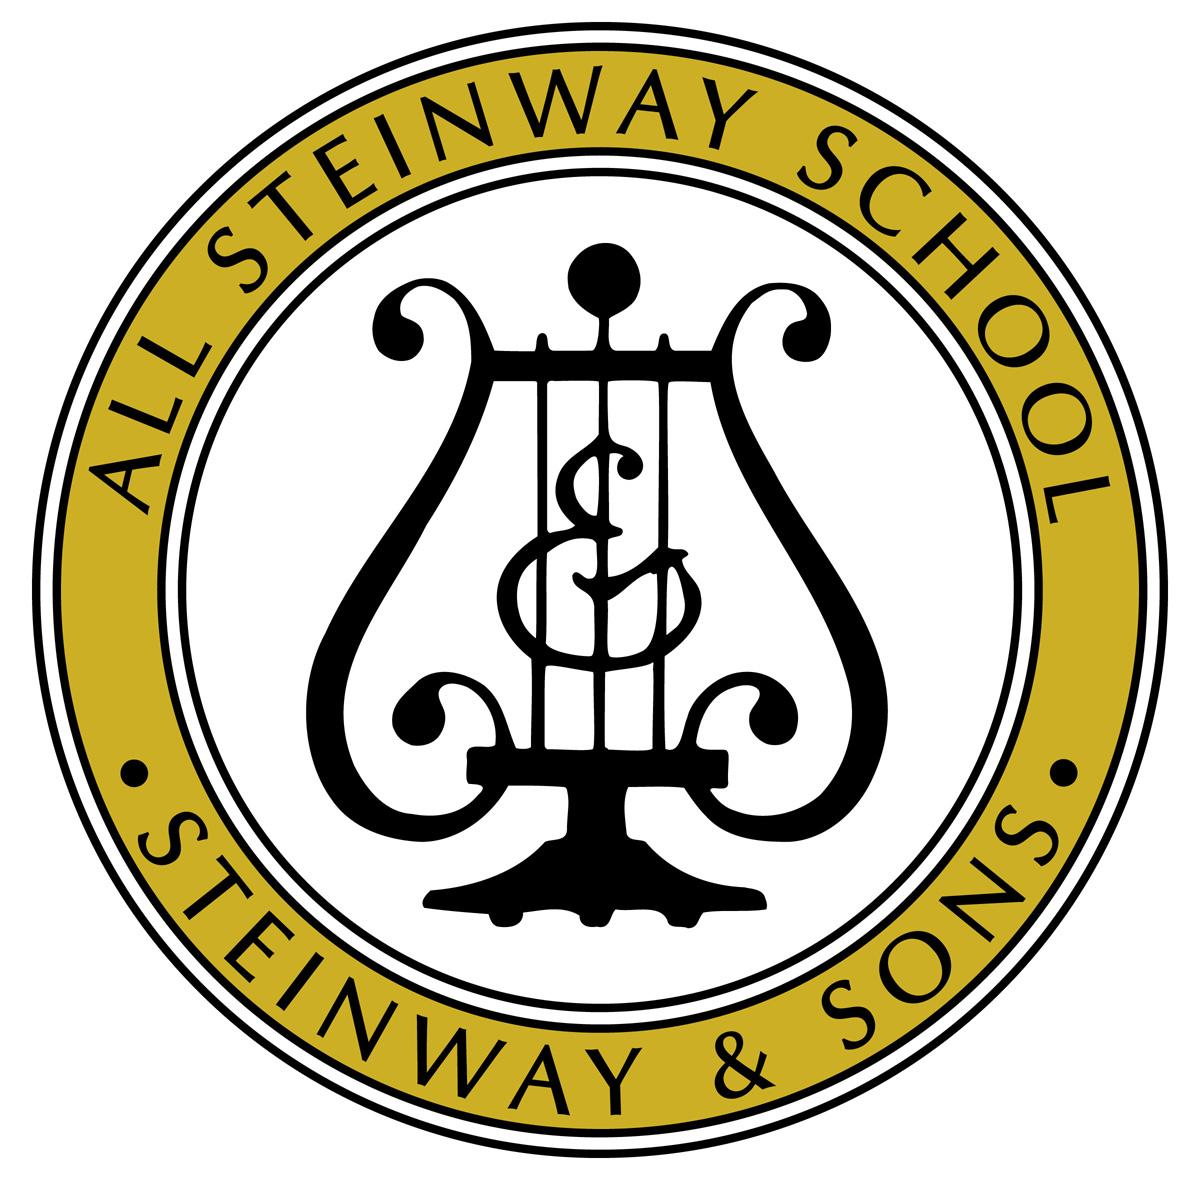 ALL STEINWAY SCHOOL
&
• STEINWAY & SONS •